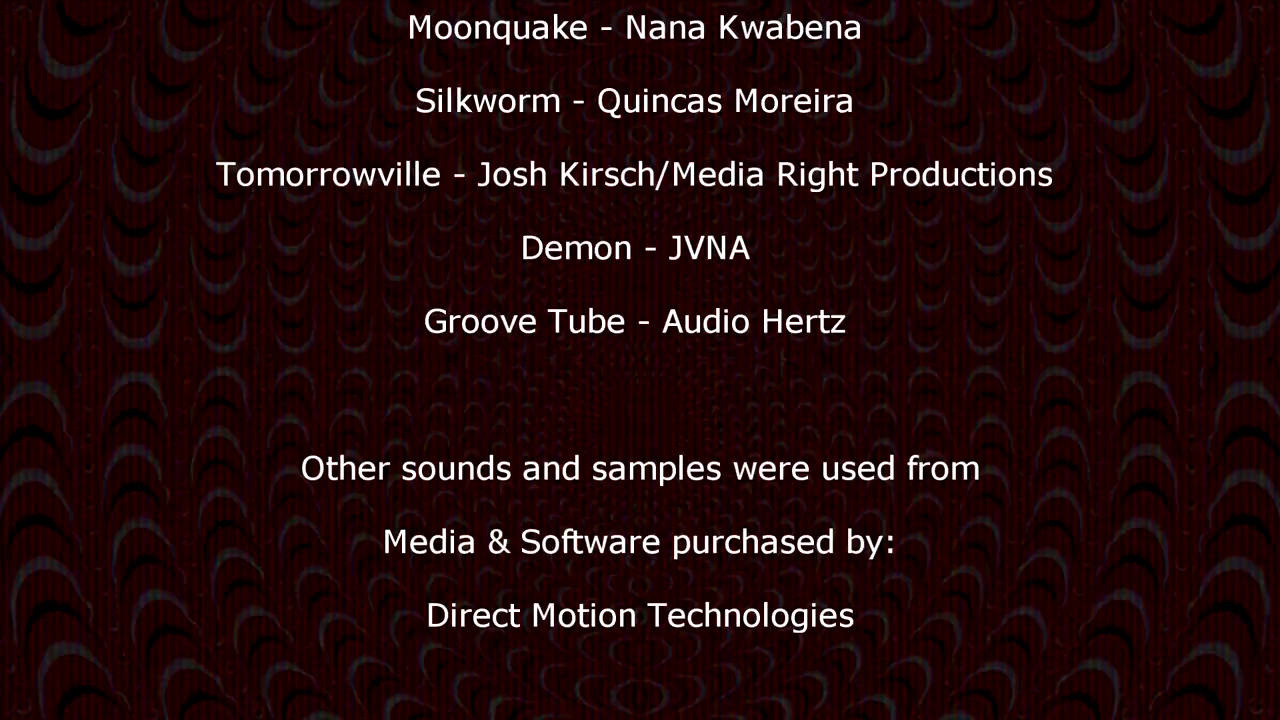 Moonquake - Nana Kwabena
Silkworm - Quincas Moreira
Tomorrowville - Josh Kirsch/Media Right Productions
Demon - JVNA
Groove Tube - Audio Hertz
Other sounds and samples were used from
Media & Software purchased by:
Direct Motion Technologies